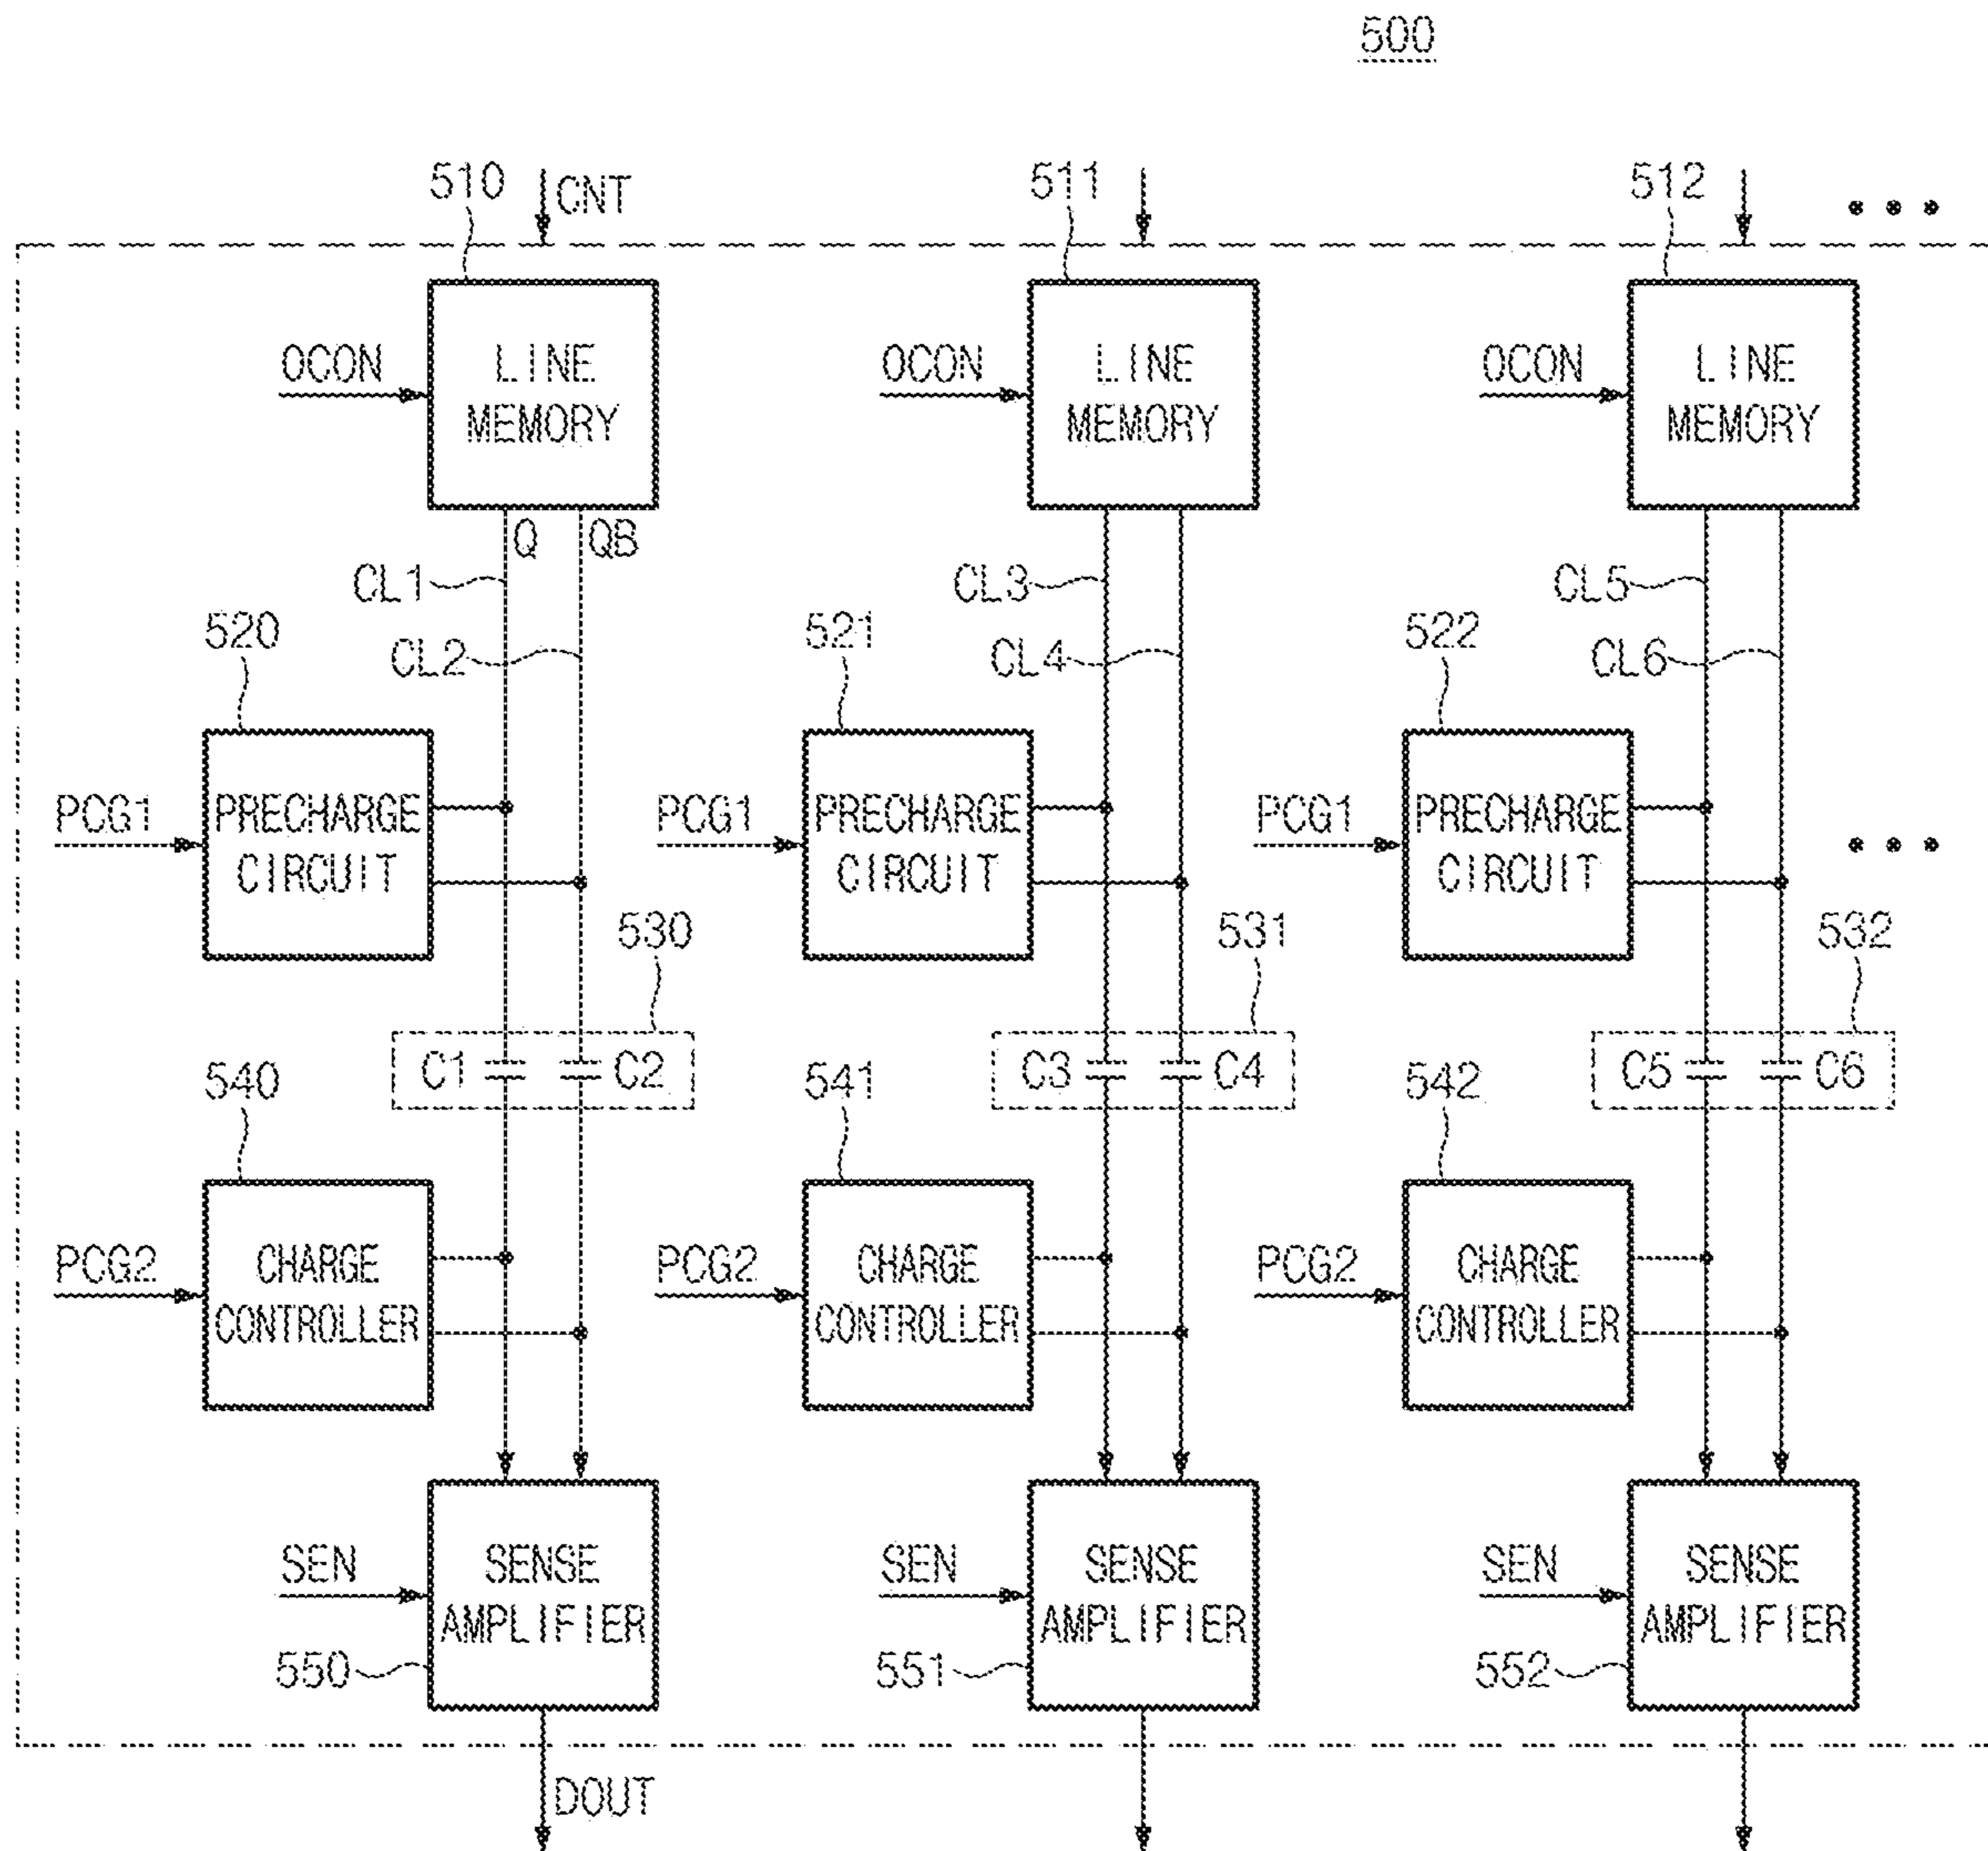 500
510 CNT 511 512
OCON LINE MEMORY OCON LINE MEMORY OCON LINE MEMORY
Q QB
CL1 CL3 CL5
520 CL2 521 CL4 522 CL6
PCG1 PRECHARGE CIRCUIT PCG1 PRECHARGE CIRCUIT PCG1 PRECHARGE CIRCUIT
530 531 532
C1 C2 C3 C4 C5 C6
540 541 542
PCG2 CHARGE CONTROLLER PCG2 CHARGE CONTROLLER PCG2 CHARGE CONTROLLER
SEN SENSE AMPLIFIER SEN SENSE AMPLIFIER SEN SENSE AMPLIFIER
550 551 552
DOUT